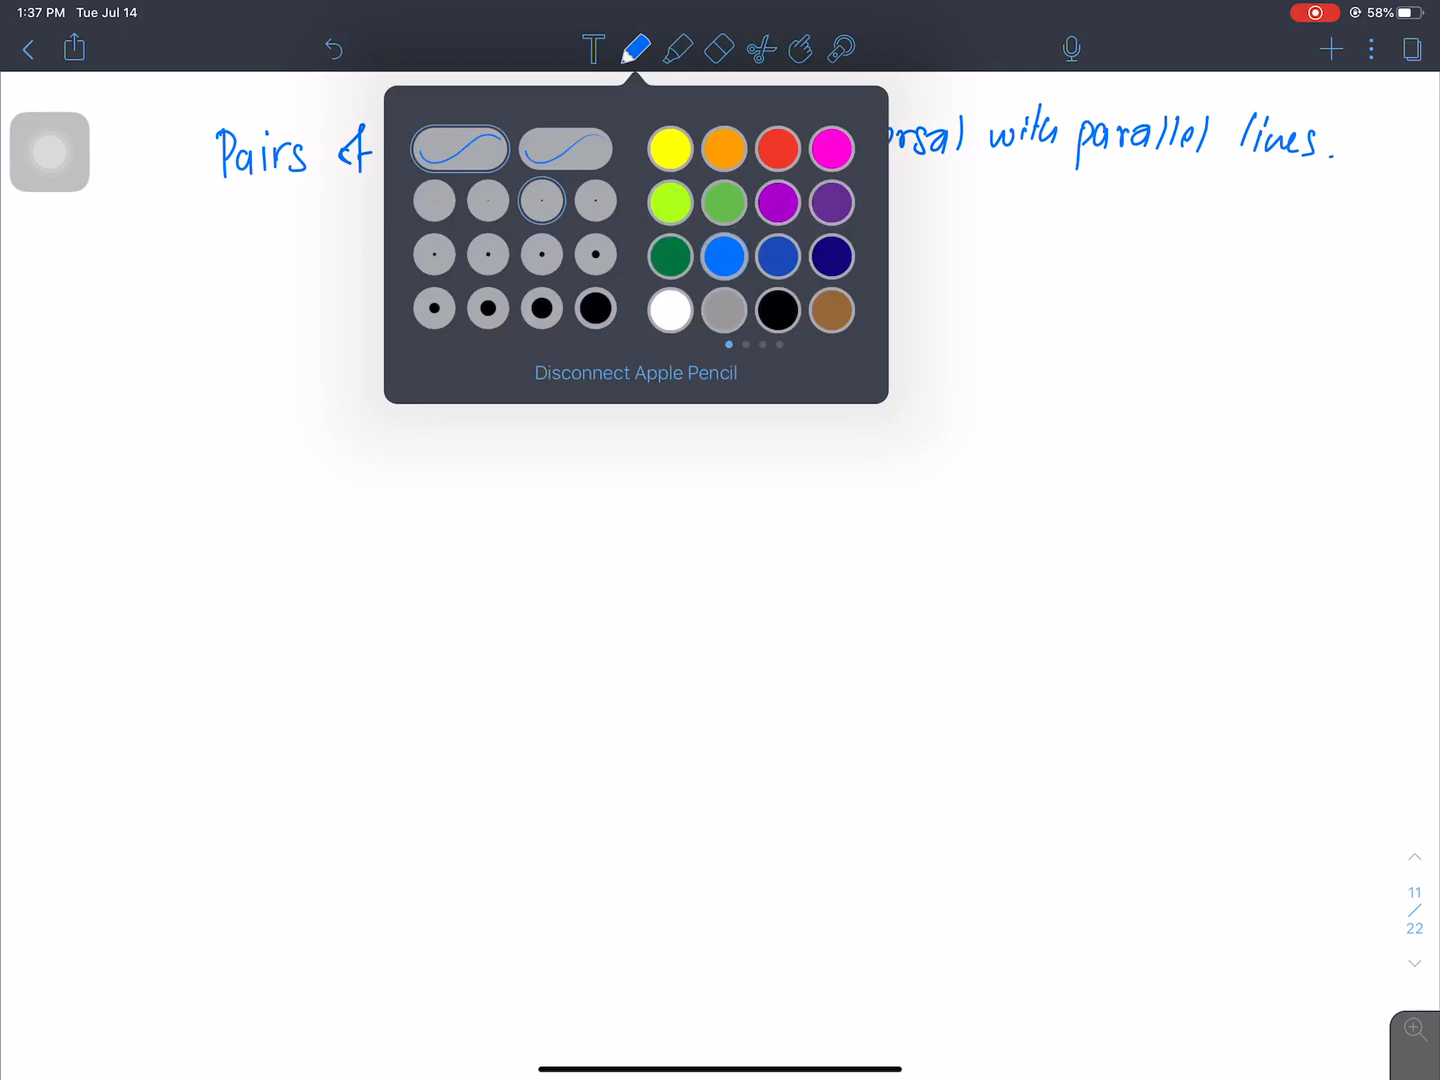 1:37 PM Tue Jul 14
58%
T
Pairs of
rsal with parallel lines.
Disconnect Apple Pencil
11
/
22